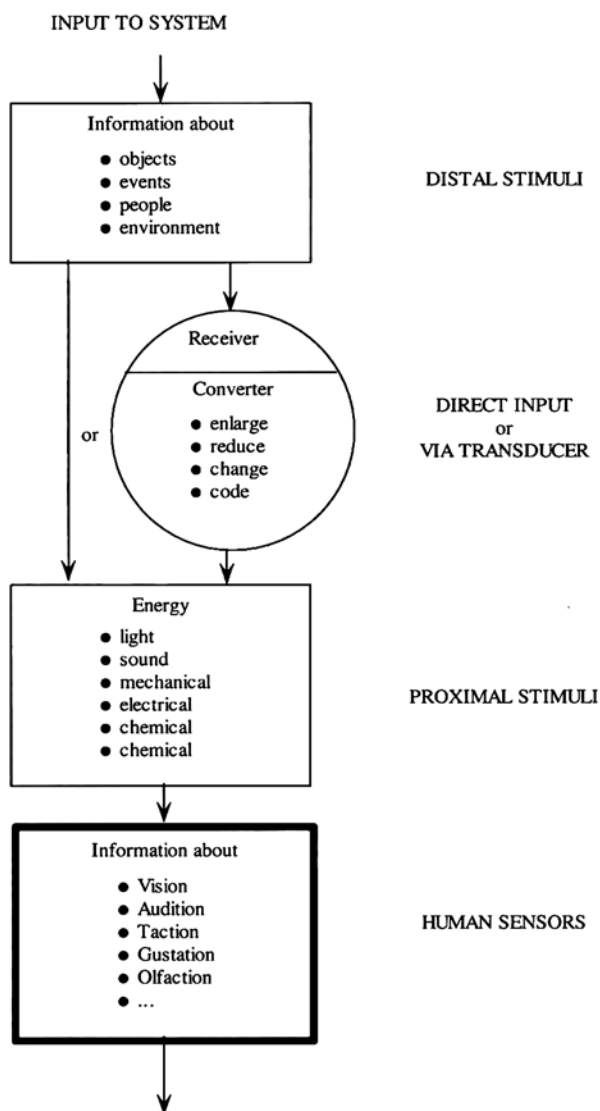 INPUT TO SYSTEM
Information about
● objects
● events
● people
● environment
DISTAL STIMULI
Receiver
Converter
● enlarge
● reduce
● change
● code
or
DIRECT INPUT
or
VIA TRANSDUCER
Energy
● light
● sound
● mechanical
● electrical
● chemical
● chemical
PROXIMAL STIMULI
Information about
● Vision
● Audition
● Taction
● Gustation
● Olfaction
● ...
HUMAN SENSORS